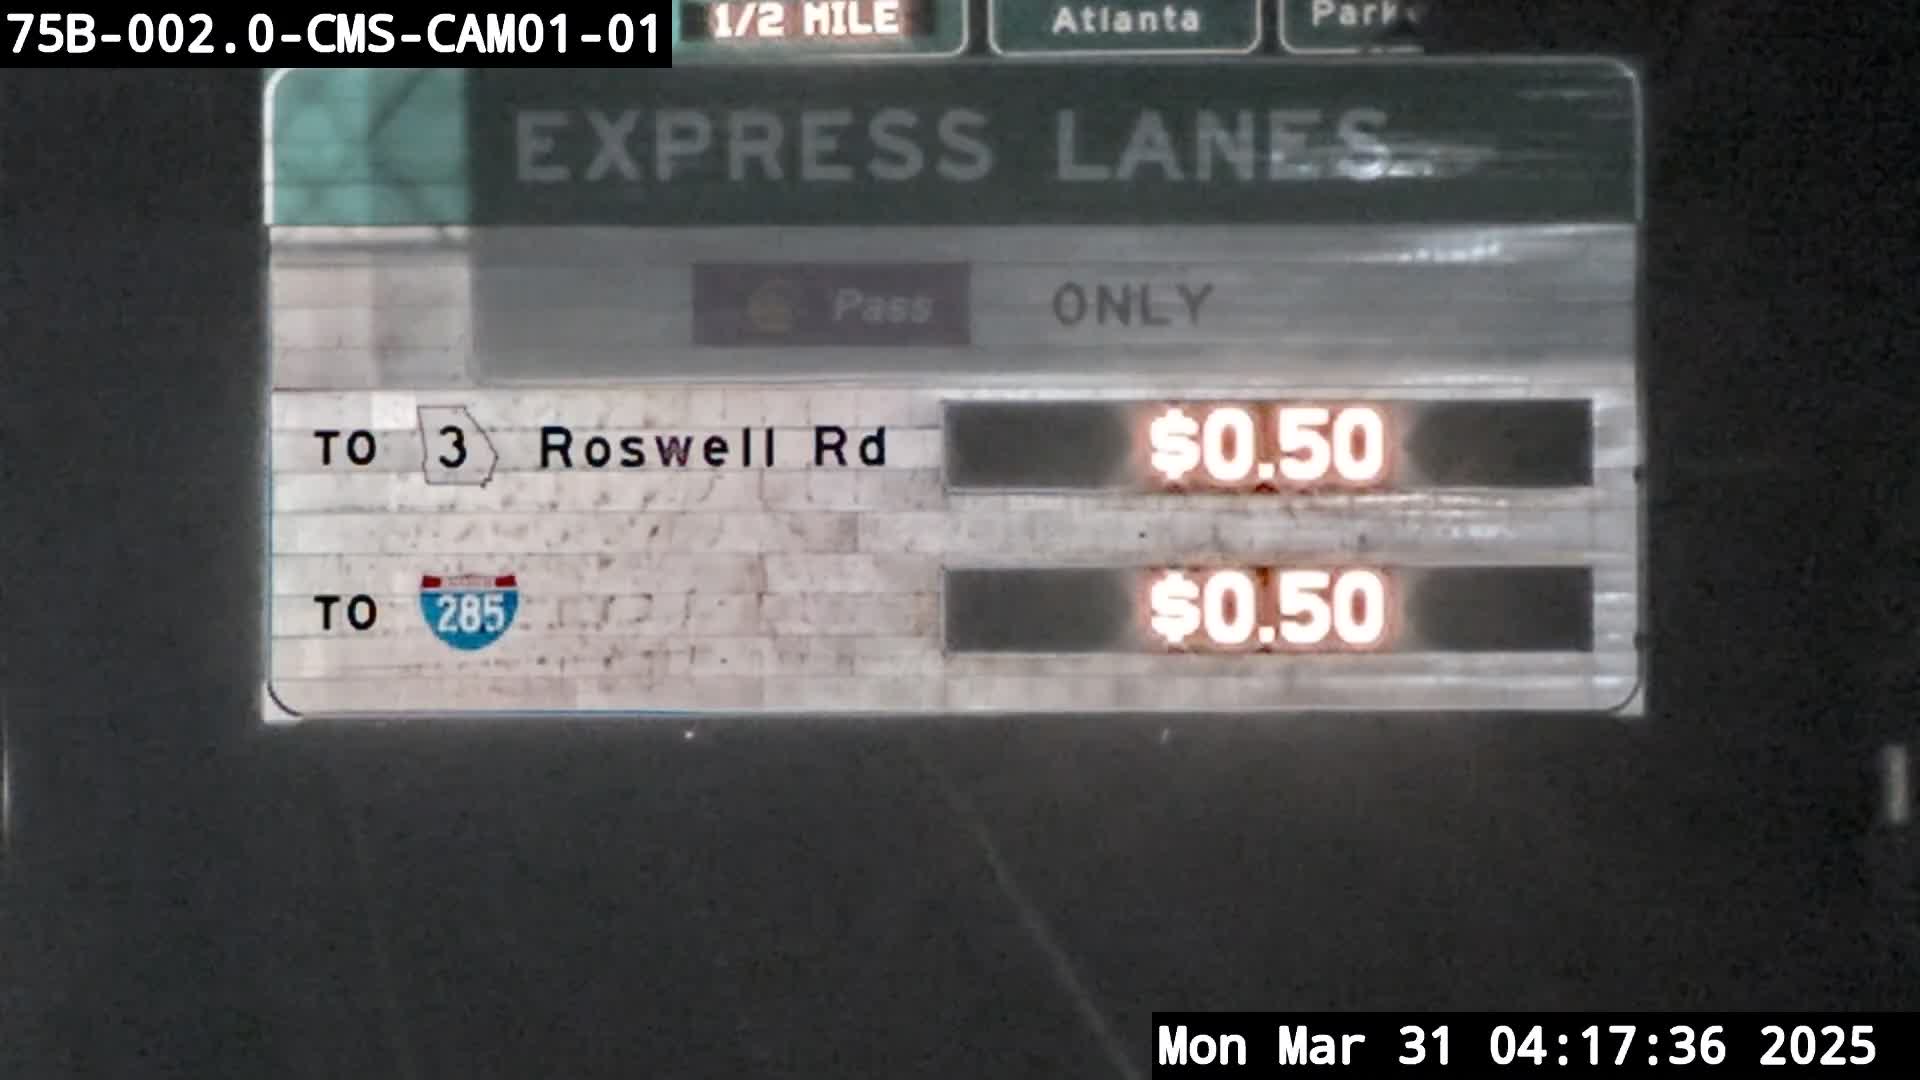 75B-002.0-CMS-CAM01-01
1/2 MILE
Atlanta
EXPRESS LANES
Pass ONLY
TO 3 Roswell Rd $0.50
TO 285 $0.50
Mon Mar 31 04:17:36 2025